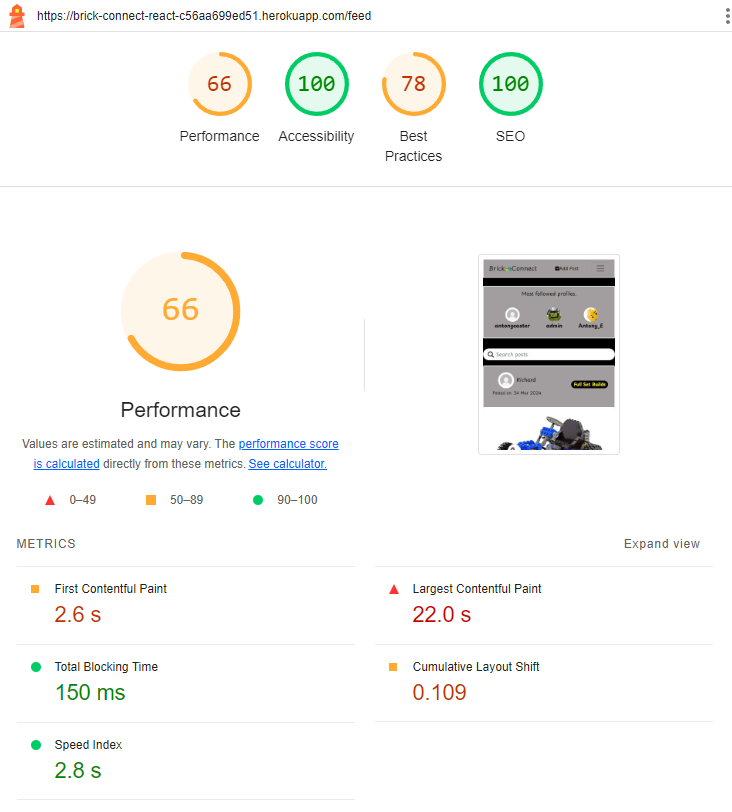 https://brick-connect-react-c56aa699ed51.herokuapp.com/feed
66
100
78
100
Performance
Accessibility
Best
Practices
SEO
66
Performance
Values are estimated and may vary. The performance score
is calculated directly from these metrics. See calculator.
0–49
50–89
90–100
Brick Connect
Add Post
Most followed profiles.
antonyeaster
admin
Antony_E
Search posts
Richard
Full Set Builds
Posted on: 24 Mar 2024
METRICS
Expand view
First Contentful Paint
2.6 s
Largest Contentful Paint
22.0 s
Total Blocking Time
150 ms
Cumulative Layout Shift
0.109
Speed Index
2.8 s